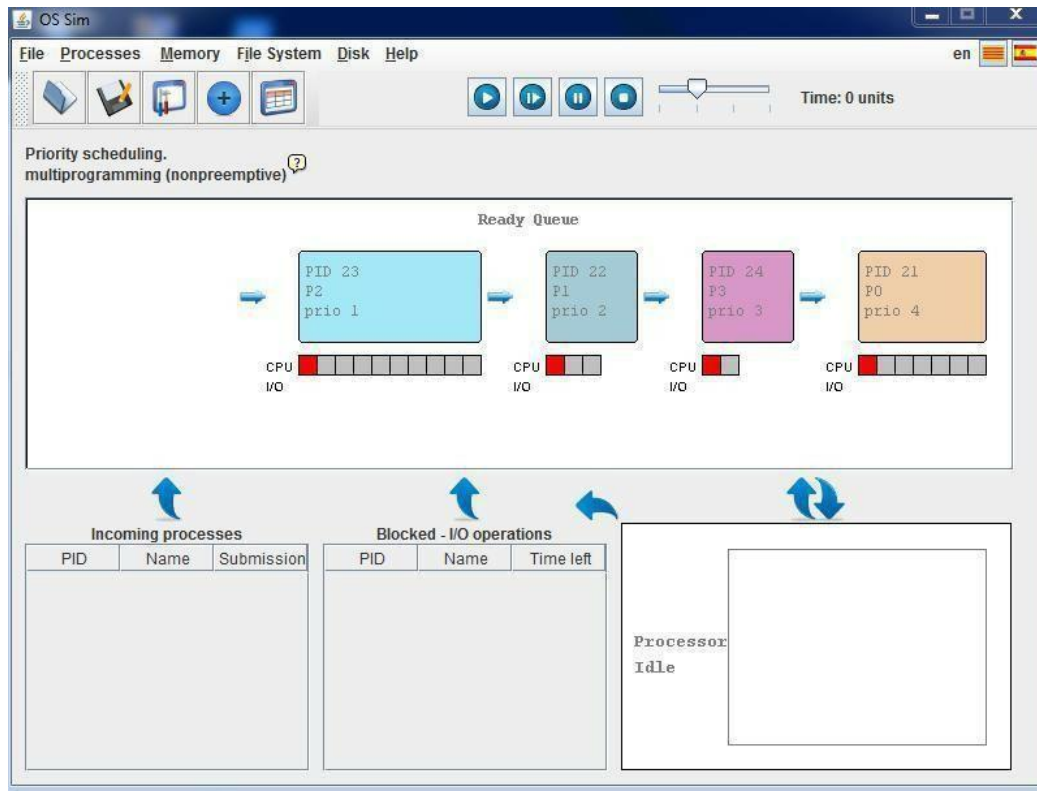 OS Sim
File Processes Memory File System Disk Help
en
Time: 0 units
Priority scheduling.
multiprogramming (nonpreemptive) ?
Ready Queue
PID 23
P2
prio 1
CPU
I/O
PID 22
P1
prio 2
CPU
I/O
PID 24
P3
prio 3
CPU
I/O
PID 21
P0
prio 4
CPU
I/O
Incoming processes
PID Name Submission
Blocked - I/O operations
PID Name Time left
Processor
Idle